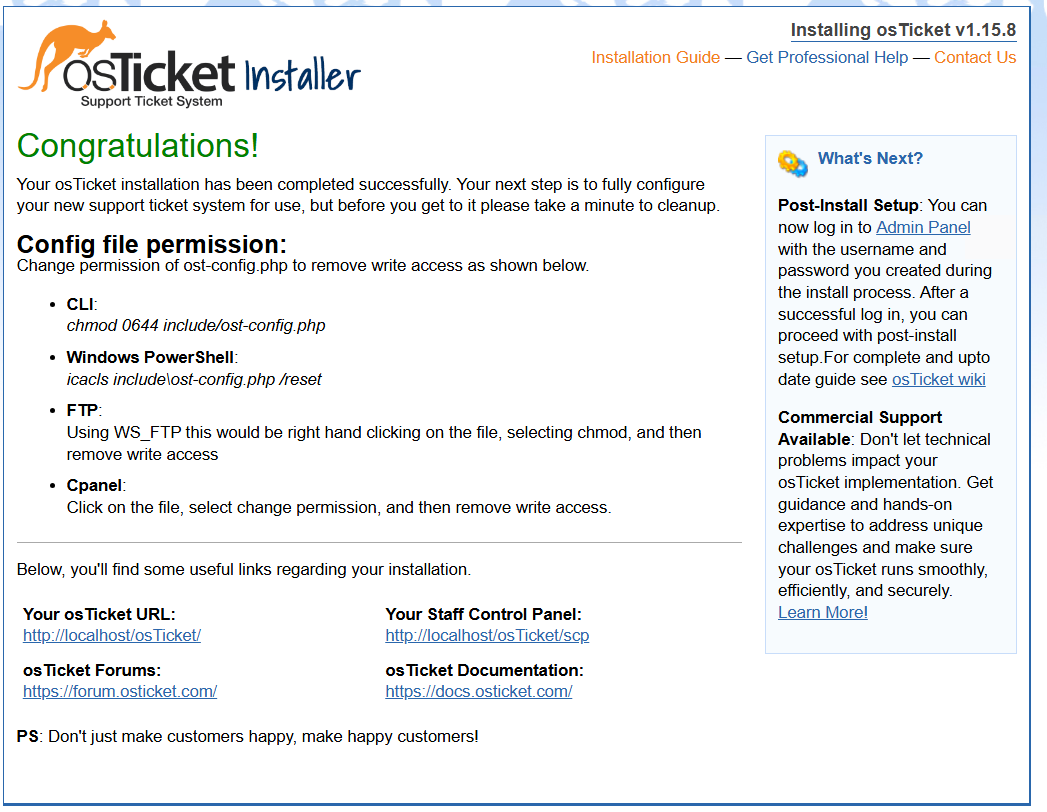 osTicket Installer
Support Ticket System
Installing osTicket v1.15.8
Installation Guide — Get Professional Help — Contact Us
Congratulations!
Your osTicket installation has been completed successfully. Your next step is to fully configure
your new support ticket system for use, but before you get to it please take a minute to cleanup.
Config file permission:
Change permission of ost-config.php to remove write access as shown below.
• CLI:
chmod 0644 include/ost-config.php
• Windows PowerShell:
icacls include\ost-config.php /reset
• FTP:
Using WS_FTP this would be right hand clicking on the file, selecting chmod, and then
remove write access
• Cpanel:
Click on the file, select change permission, and then remove write access.
Below, you'll find some useful links regarding your installation.
Your osTicket URL:
http://localhost/osTicket/
Your Staff Control Panel:
http://localhost/osTicket/scp
osTicket Forums:
https://forum.osticket.com/
osTicket Documentation:
https://docs.osticket.com/
PS: Don't just make customers happy, make happy customers!
What's Next?
Post-Install Setup: You can
now log in to Admin Panel
with the username and
password you created during
the install process. After a
successful log in, you can
proceed with post-install
setup.For complete and upto
date guide see osTicket wiki
Commercial Support
Available: Don't let technical
problems impact your
osTicket implementation. Get
guidance and hands-on
expertise to address unique
challenges and make sure
your osTicket runs smoothly,
efficiently, and securely.
Learn More!